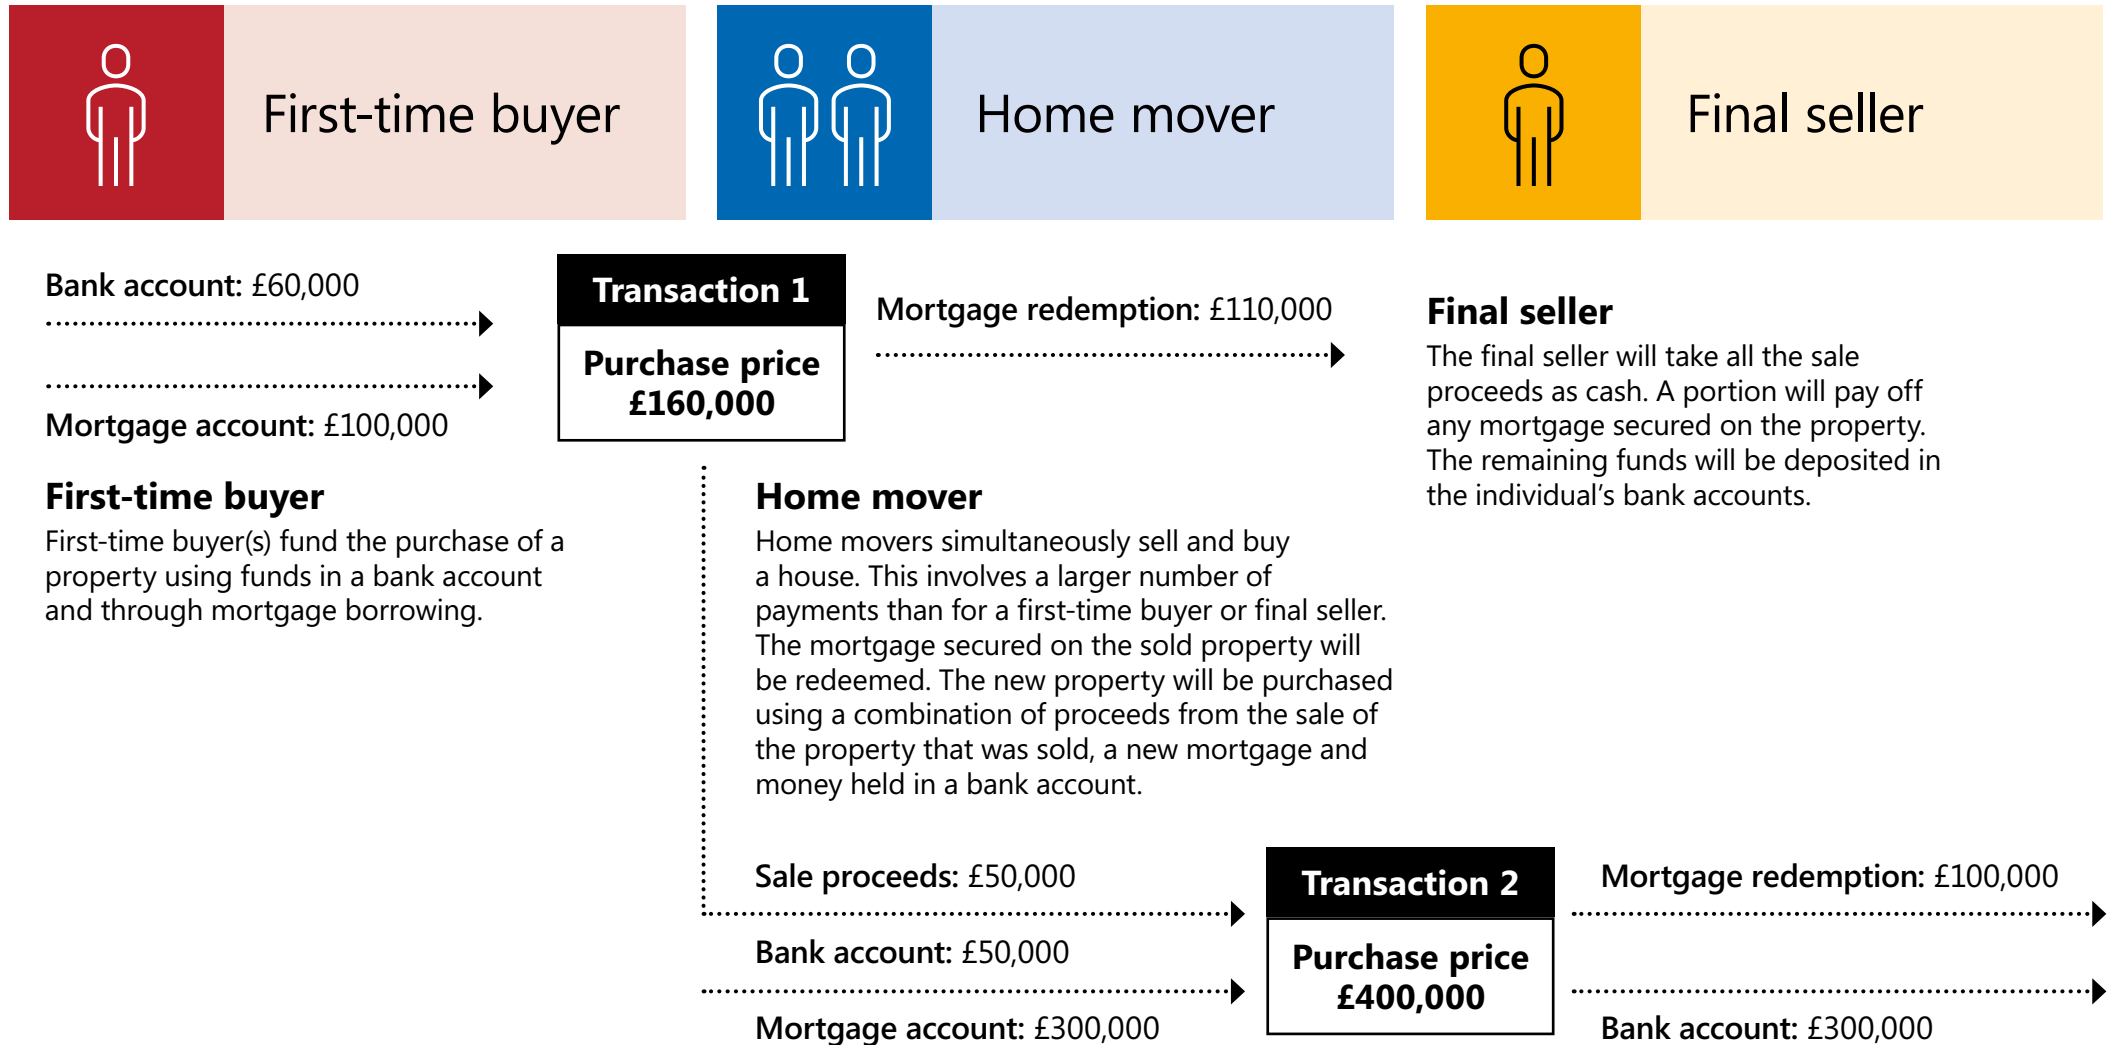 First-time buyer
Home mover
Final seller
Bank account: £60,000
Mortgage account: £100,000
Transaction 1
Purchase price
£160,000
Mortgage redemption: £110,000
First-time buyer
First-time buyer(s) fund the purchase of a
property using funds in a bank account
and through mortgage borrowing.
Home mover
Home movers simultaneously sell and buy
a house. This involves a larger number of
payments than for a first-time buyer or final seller.
The mortgage secured on the sold property will
be redeemed. The new property will be purchased
using a combination of proceeds from the sale of
the property that was sold, a new mortgage and
money held in a bank account.
Final seller
The final seller will take all the sale
proceeds as cash. A portion will pay off
any mortgage secured on the property.
The remaining funds will be deposited in
the individual’s bank accounts.
Sale proceeds: £50,000
Bank account: £50,000
Mortgage account: £300,000
Transaction 2
Purchase price
£400,000
Mortgage redemption: £100,000
Bank account: £300,000